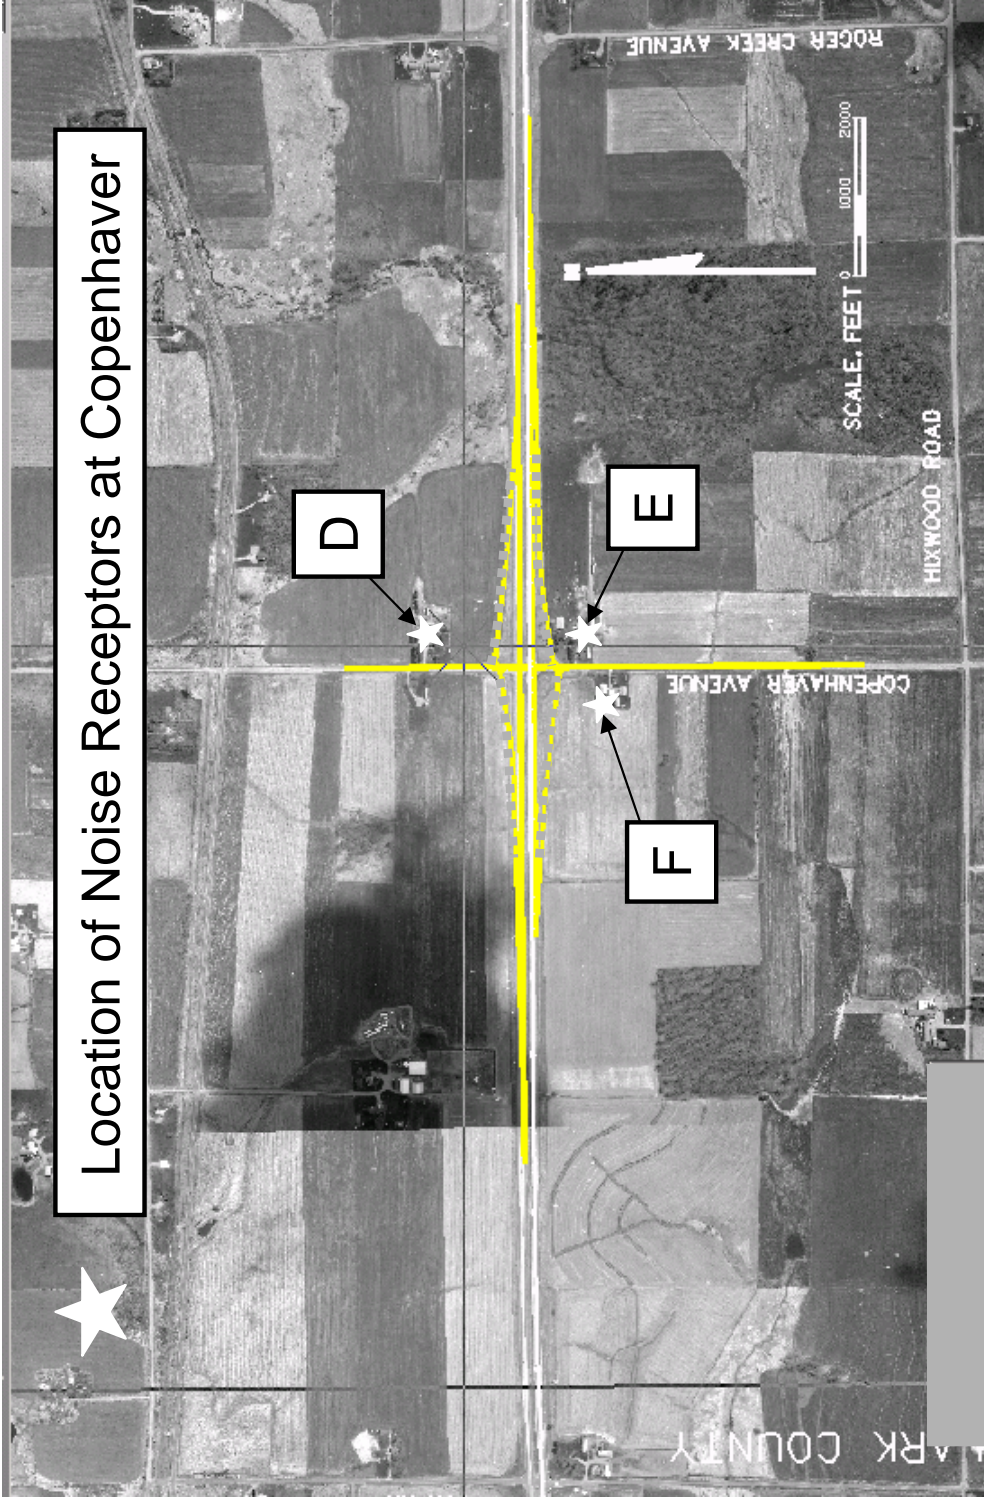 Location of Noise Receptors at Copenhaver
D
E
F
ROGER CREEK AVENUE
COPENHAVER AVENUE
HIXWOOD ROAD
SCALE, FEET 0 1000 2000
ARK COUNTY